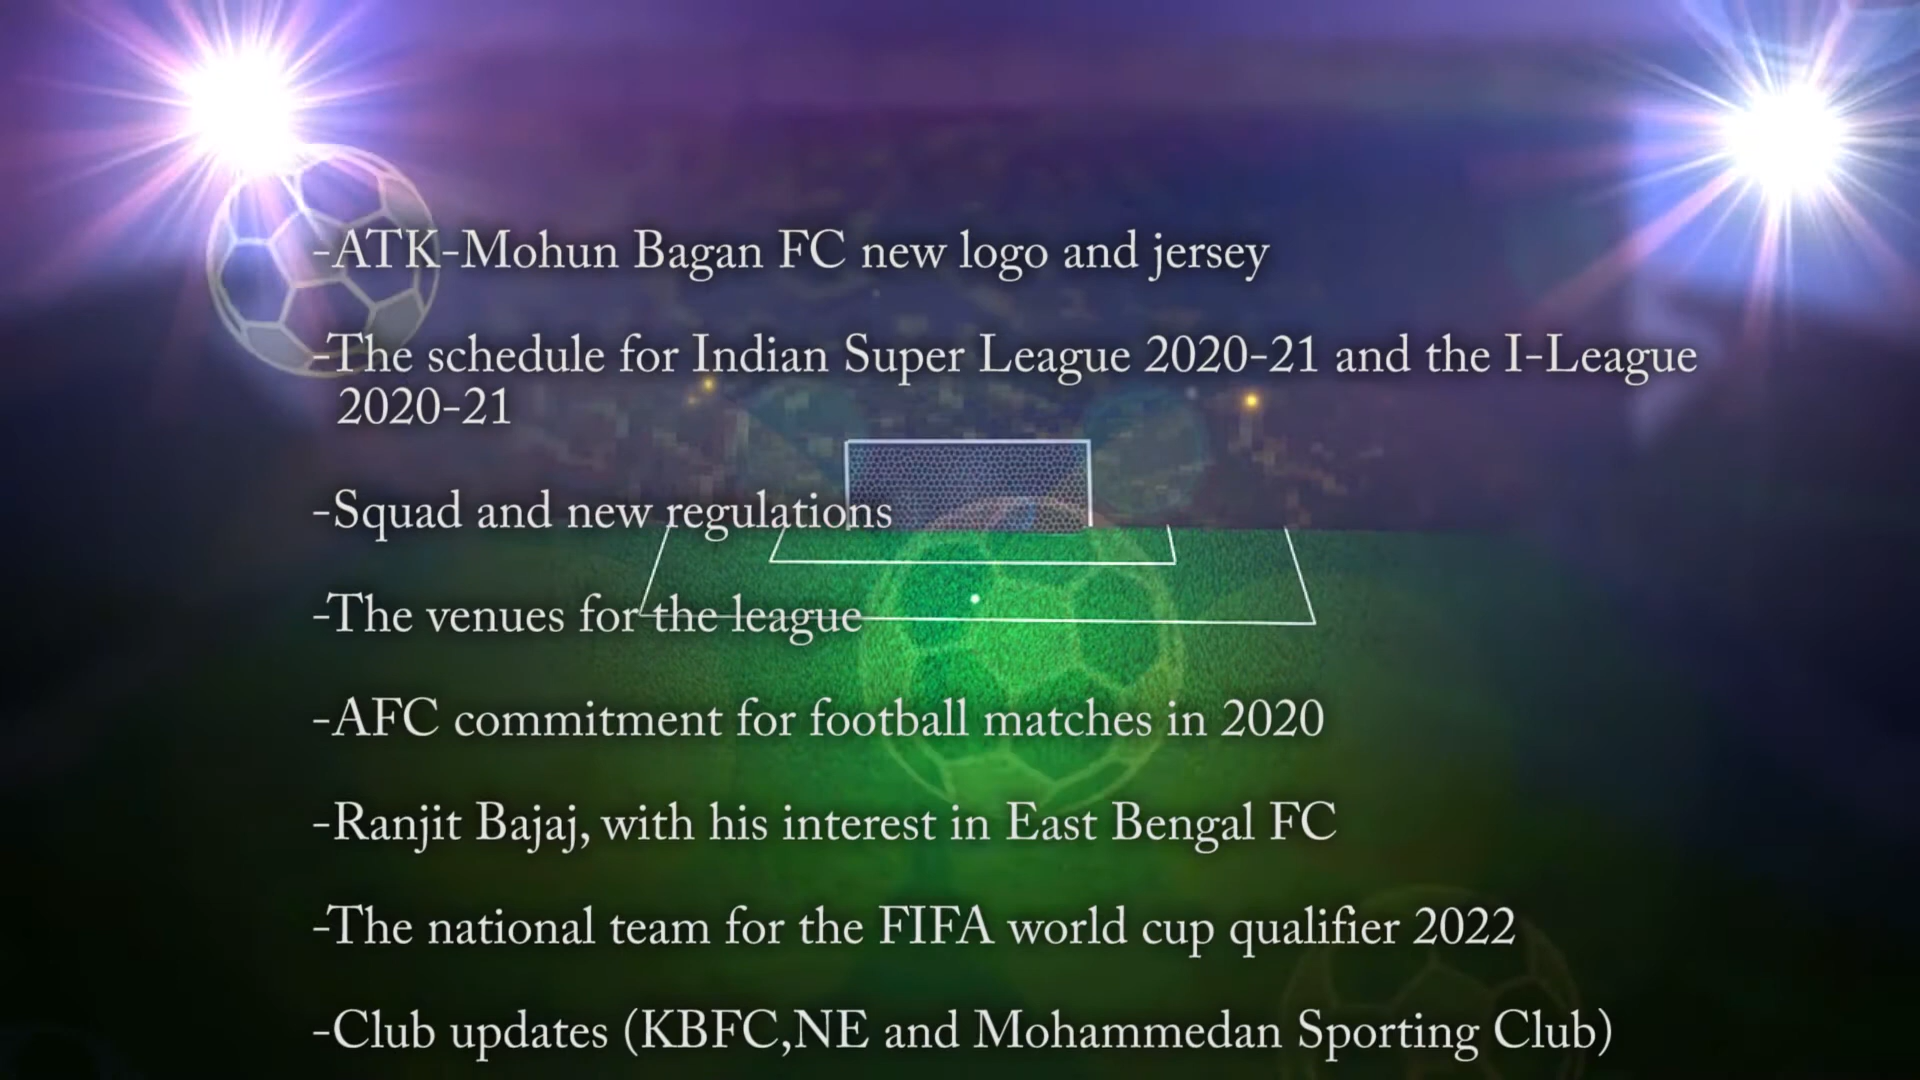 -ATK-Mohun Bagan FC new logo and jersey
-The schedule for Indian Super League 2020-21 and the I-League
2020-21
-Squad and new regulations
-The venues for the league
-AFC commitment for football matches in 2020
-Ranjit Bajaj, with his interest in East Bengal FC
-The national team for the FIFA world cup qualifier 2022
-Club updates (KBFC,NE and Mohammedan Sporting Club)